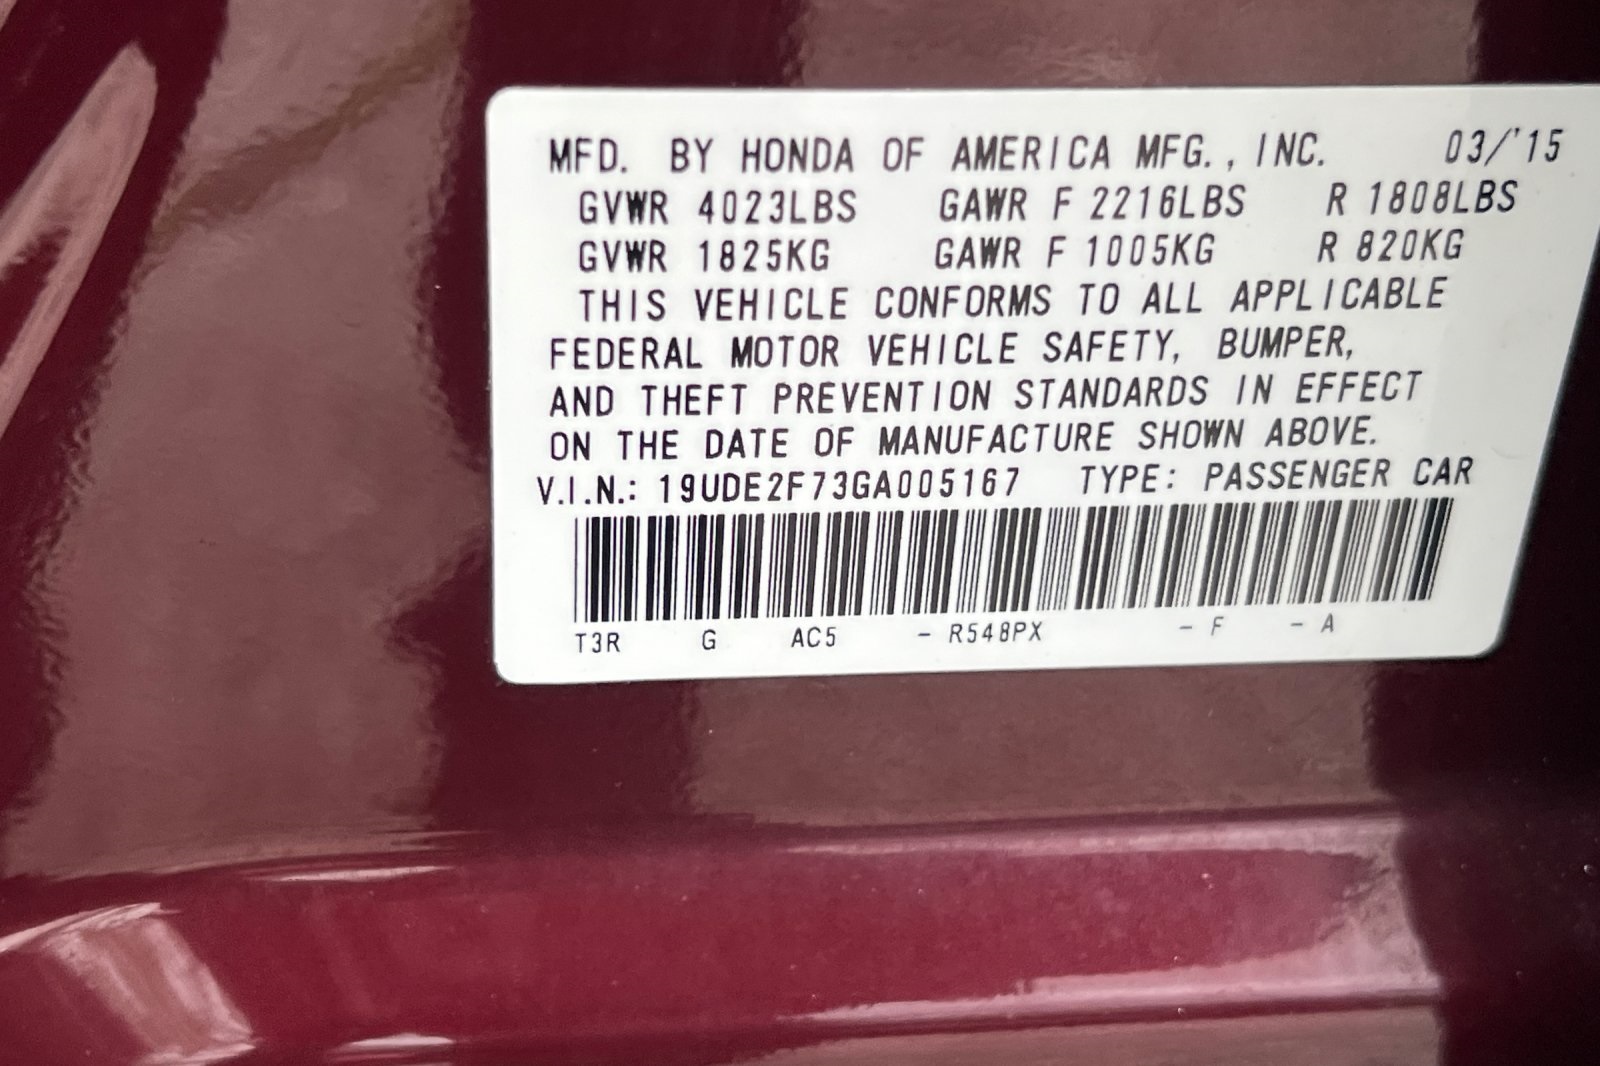 MFD. BY HONDA OF AMERICA MFG., INC. 03/'15
GVWR 4023LBS GAWR F 2216LBS R 1808LBS
GVWR 1825KG GAWR F 1005KG R 820KG
THIS VEHICLE CONFORMS TO ALL APPLICABLE
FEDERAL MOTOR VEHICLE SAFETY, BUMPER,
AND THEFT PREVENTION STANDARDS IN EFFECT
ON THE DATE OF MANUFACTURE SHOWN ABOVE.
V.I.N.: 19UDE2F73GA005167 TYPE: PASSENGER CAR
T3R G AC5 - R548PX - F - A